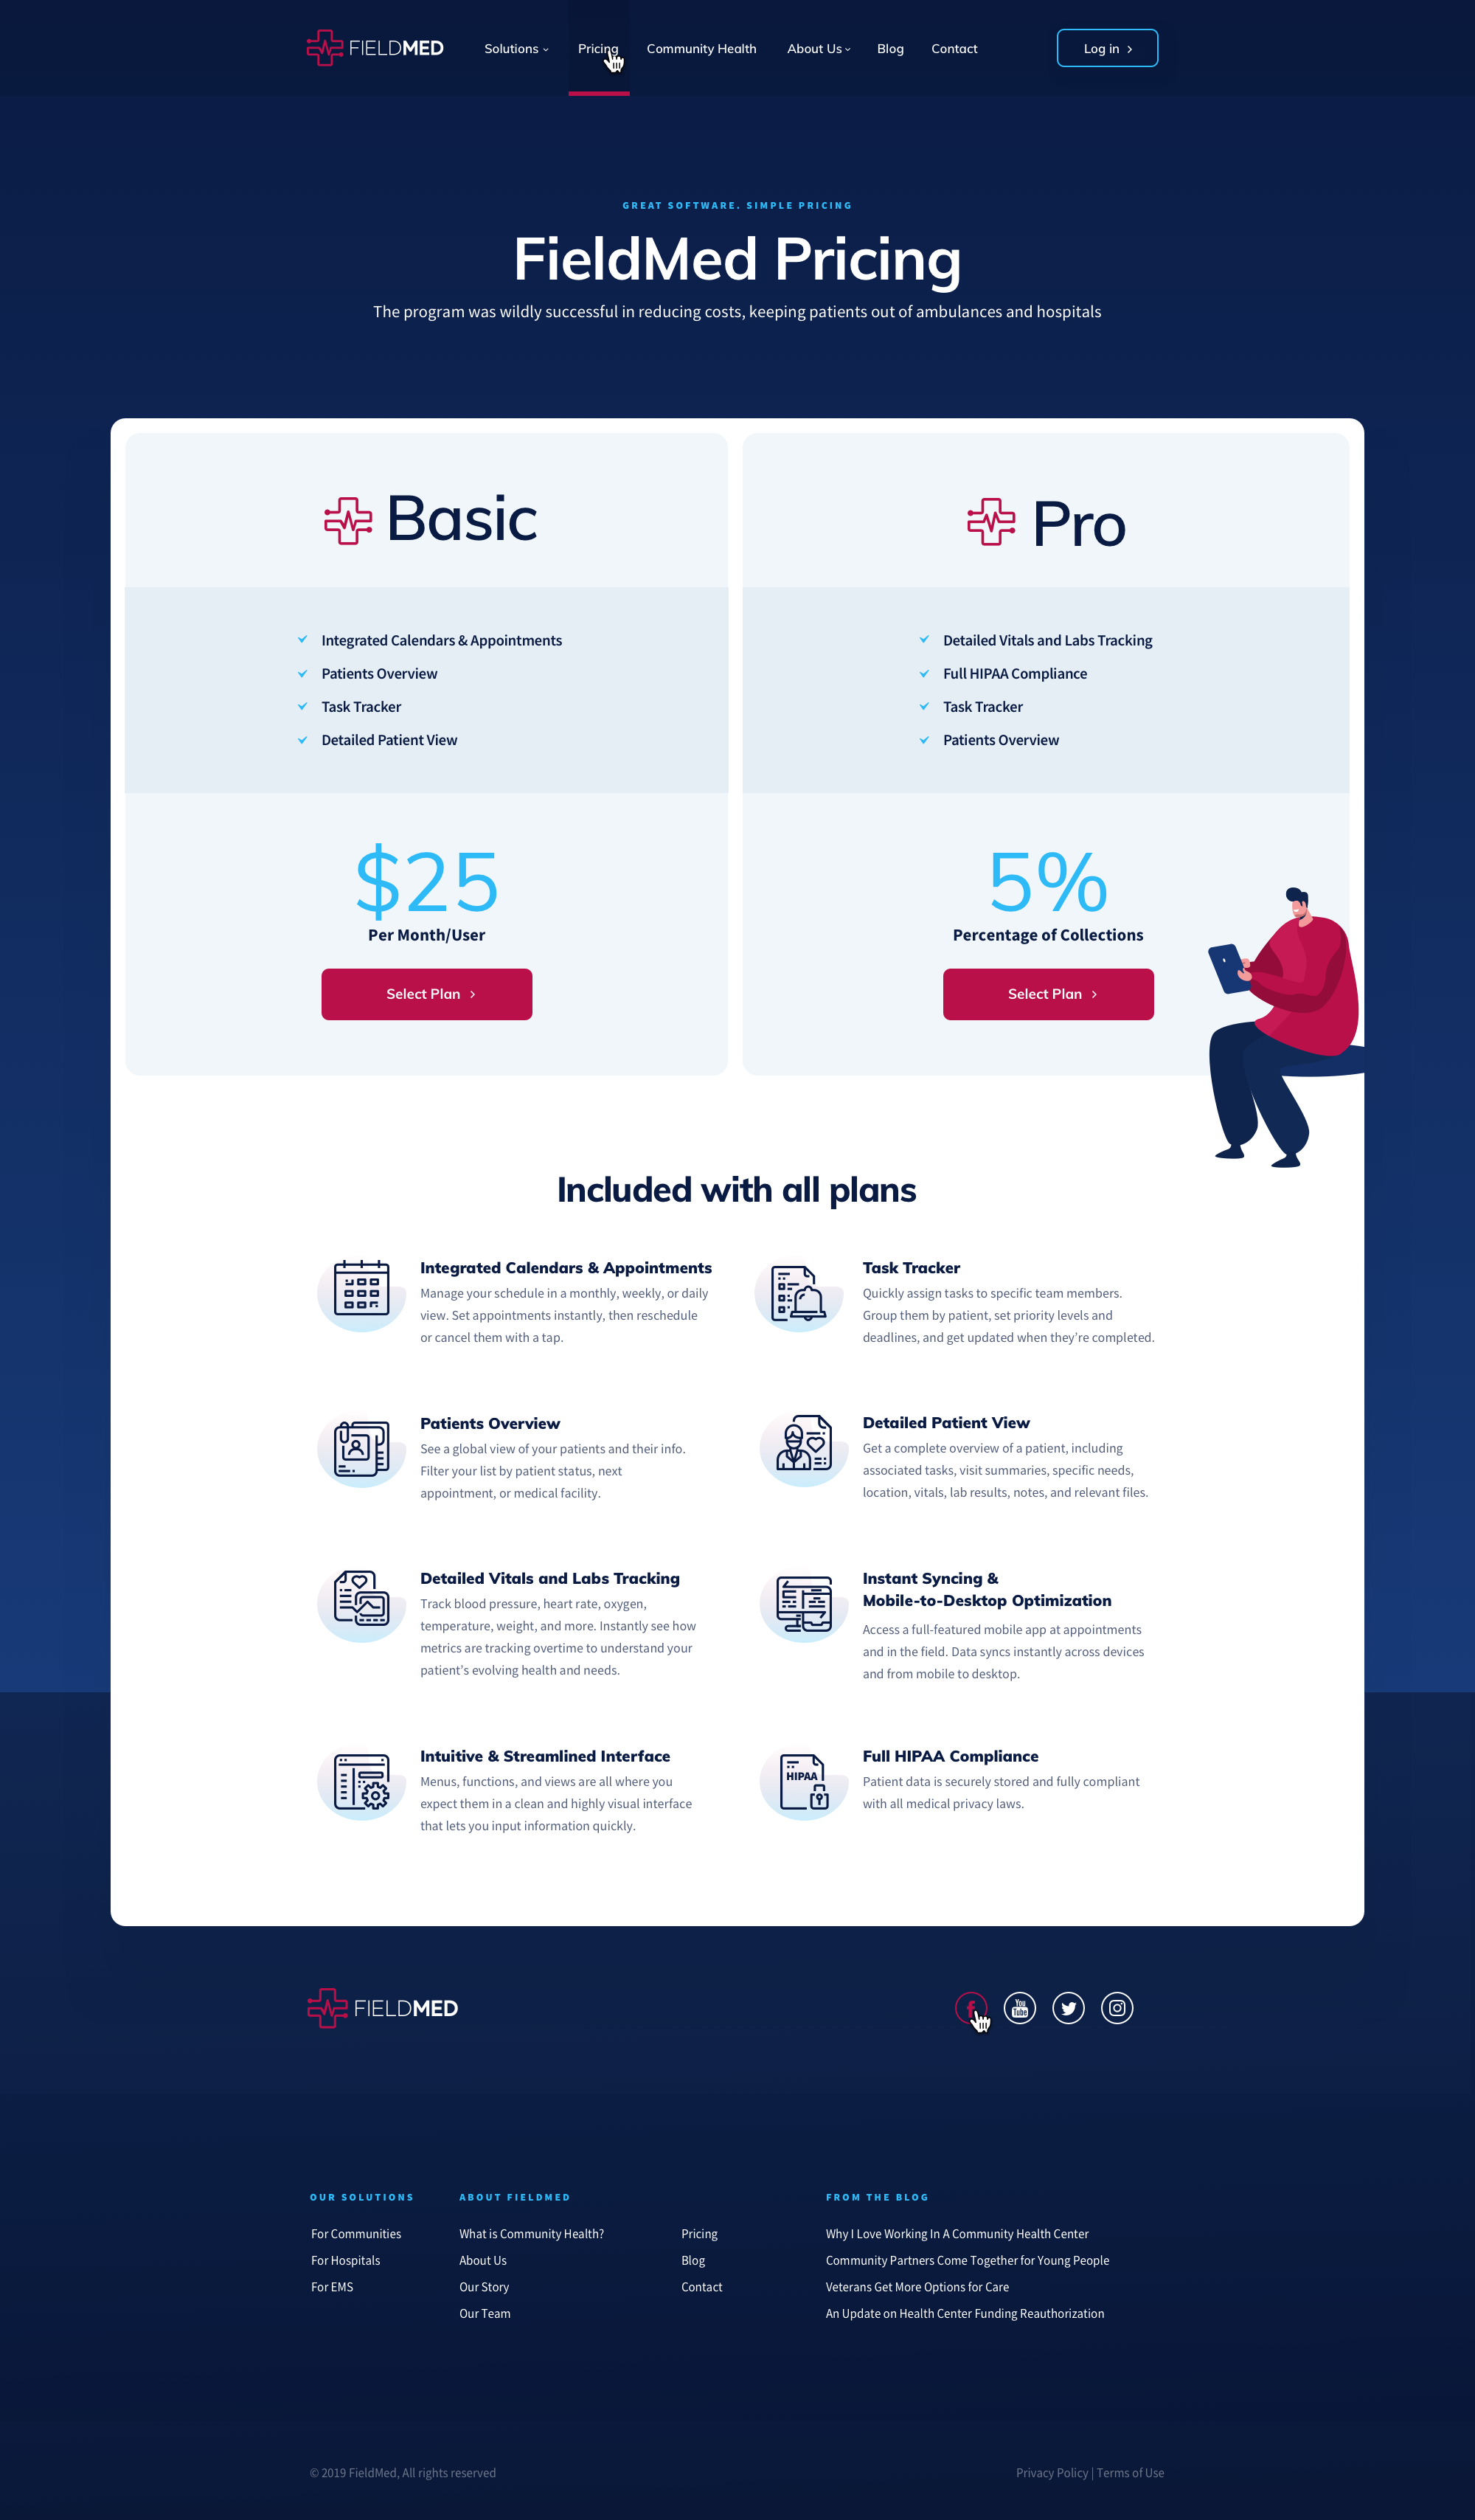 FIELDMED
Solutions
Pricing
Community Health
About Us
Blog
Contact
Log in
GREAT SOFTWARE. SIMPLE PRICING
FieldMed Pricing
The program was wildly successful in reducing costs, keeping patients out of ambulances and hospitals
Basic
Integrated Calendars & Appointments
Patients Overview
Task Tracker
Detailed Patient View
$25
Per Month/User
Select Plan
Pro
Detailed Vitals and Labs Tracking
Full HIPAA Compliance
Task Tracker
Patients Overview
5%
Percentage of Collections
Select Plan
Included with all plans
Integrated Calendars & Appointments
Manage your schedule in a monthly, weekly, or daily
view. Set appointments instantly, then reschedule
or cancel them with a tap.
Task Tracker
Quickly assign tasks to specific team members.
Group them by patient, set priority levels and
deadlines, and get updated when they're completed.
Patients Overview
See a global view of your patients and their info.
Filter your list by patient status, next
appointment, or medical facility.
Detailed Patient View
Get a complete overview of a patient, including
associated tasks, visit summaries, specific needs,
location, vitals, lab results, notes, and relevant files.
Detailed Vitals and Labs Tracking
Track blood pressure, heart rate, oxygen,
temperature, weight, and more. Instantly see how
metrics are tracking overtime to understand your
patient's evolving health and needs.
Instant Syncing &
Mobile-to-Desktop Optimization
Access a full-featured mobile app at appointments
and in the field. Data syncs instantly across devices
and from mobile to desktop.
Intuitive & Streamlined Interface
Menus, functions, and views are all where you
expect them in a clean and highly visual interface
that lets you input information quickly.
HIPAA
Full HIPAA Compliance
Patient data is securely stored and fully compliant
with all medical privacy laws.
FIELDMED
f
You
Tube
OUR SOLUTIONS
For Communities
For Hospitals
For EMS
ABOUT FIELDMED
What is Community Health?
About Us
Our Story
Our Team
Pricing
Blog
Contact
FROM THE BLOG
Why I Love Working In A Community Health Center
Community Partners Come Together for Young People
Veterans Get More Options for Care
An Update on Health Center Funding Reauthorization
© 2019 FieldMed, All rights reserved
Privacy Policy | Terms of Use